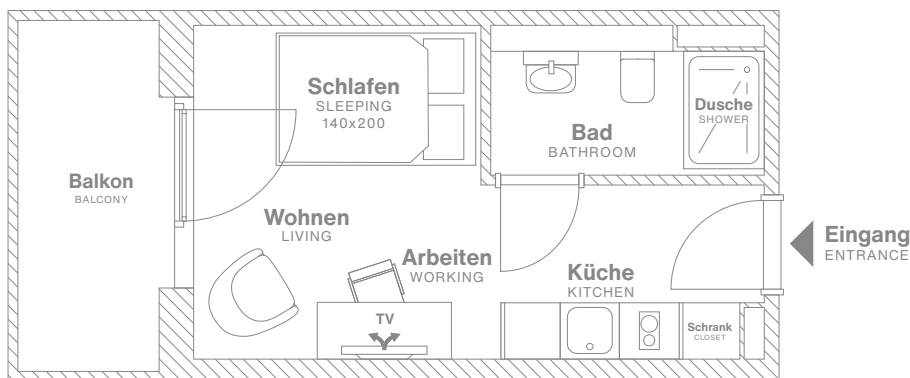 Schlafen
SLEEPING
140x200
Dusche
SHOWER
Bad
BATHROOM
Balkon
BALCONY
Wohnen
LIVING
Arbeiten
WORKING
Küche
KITCHEN
Eingang
ENTRANCE
TV
Schrank
CLOSET